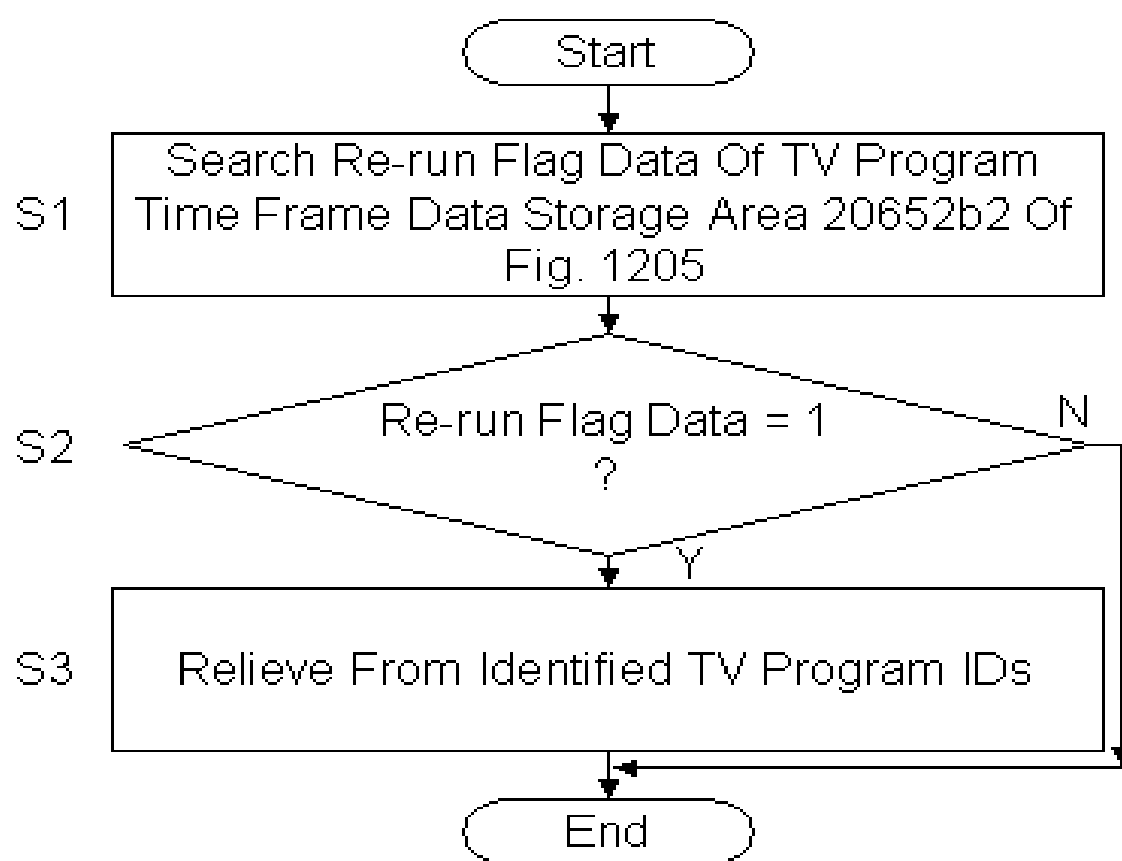 Start
S1
Search Re-run Flag Data Of TV Program
Time Frame Data Storage Area 20652b2 Of
Fig. 1205
S2
Re-run Flag Data = 1
?
N
Y
S3
Relieve From Identified TV Program IDs
End